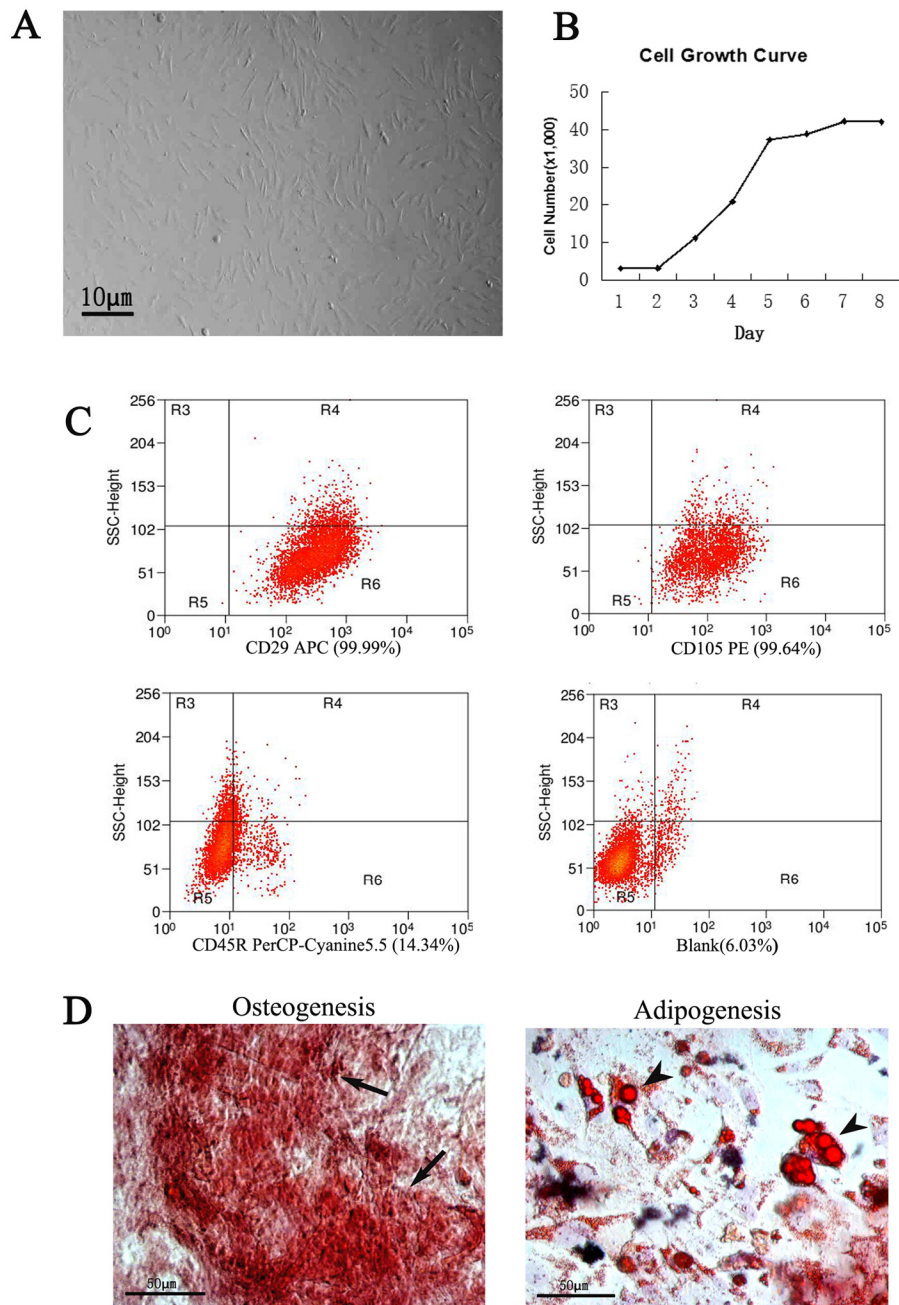 A
10μm
B
Cell Growth Curve
Cell Number(x1,000)
50
40
30
20
10
0
1 2 3 4 5 6 7 8
Day
C
256
204
153
102
51
0
SSC-Height
R3 R4
R5 R6
10⁰ 10¹ 10² 10³ 10⁴ 10⁵
CD29 APC (99.99%)
256
204
153
102
51
0
SSC-Height
R3 R4
R5 R6
10⁰ 10¹ 10² 10³ 10⁴ 10⁵
CD105 PE (99.64%)
256
204
153
102
51
0
SSC-Height
R3 R4
R5 R6
10⁰ 10¹ 10² 10³ 10⁴ 10⁵
CD45R PerCP-Cyanine5.5 (14.34%)
256
204
153
102
51
0
SSC-Height
R3 R4
R5 R6
10⁰ 10¹ 10² 10³ 10⁴ 10⁵
Blank(6.03%)
D
Osteogenesis
50μm
Adipogenesis
50μm